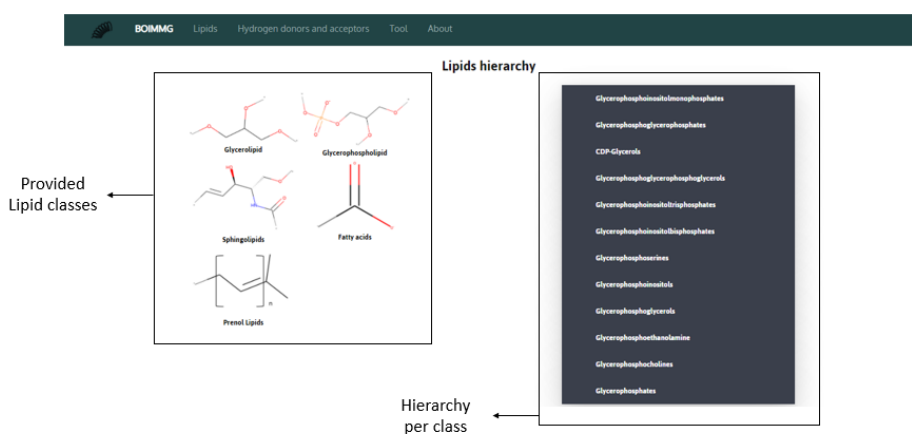 BOIMMG Lipids Hydrogen donors and acceptors Tool About
Lipids hierarchy
Provided
Lipid classes
Glycerolipid
Glycerophospholipid
Sphingolipids
Fatty acids
n
Prenol Lipids
Glycerophosphoinositolmonophosphates
Glycerophosphoglycerophosphates
CDP-Glycerols
Glycerophosphoglycerophosphoglycerols
Glycerophosphoinositoltrisphosphates
Glycerophosphoinositolbisphosphates
Glycerophosphoserines
Glycerophosphoinositols
Glycerophosphoglycerols
Glycerophosphoethanolamine
Glycerophosphocholines
Glycerophosphates
Hierarchy
per class